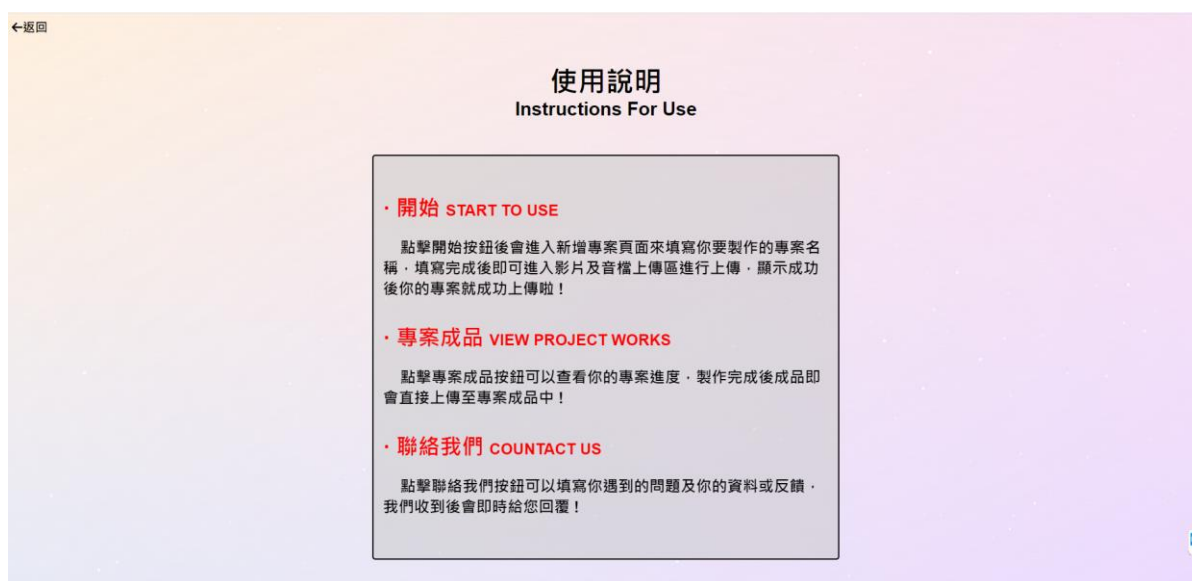 ←返回
使用說明
Instructions For Use
·開始 START TO USE
點擊開始按鈕後會進入新增專案頁面來填寫你要製作的專案名
稱,填寫完成後即可進入影片及音檔上傳區進行上傳,顯示成功
後你的專案就成功上傳啦!
·專案成品 VIEW PROJECT WORKS
點擊專案成品按鈕可以查看你的專案進度,製作完成後成品即
會直接上傳至專案成品中!
·聯絡我們 COUNTACT US
點擊聯絡我們按鈕可以填寫你遇到的問題及你的資料或反饋,
我們收到後會即時給您回覆!